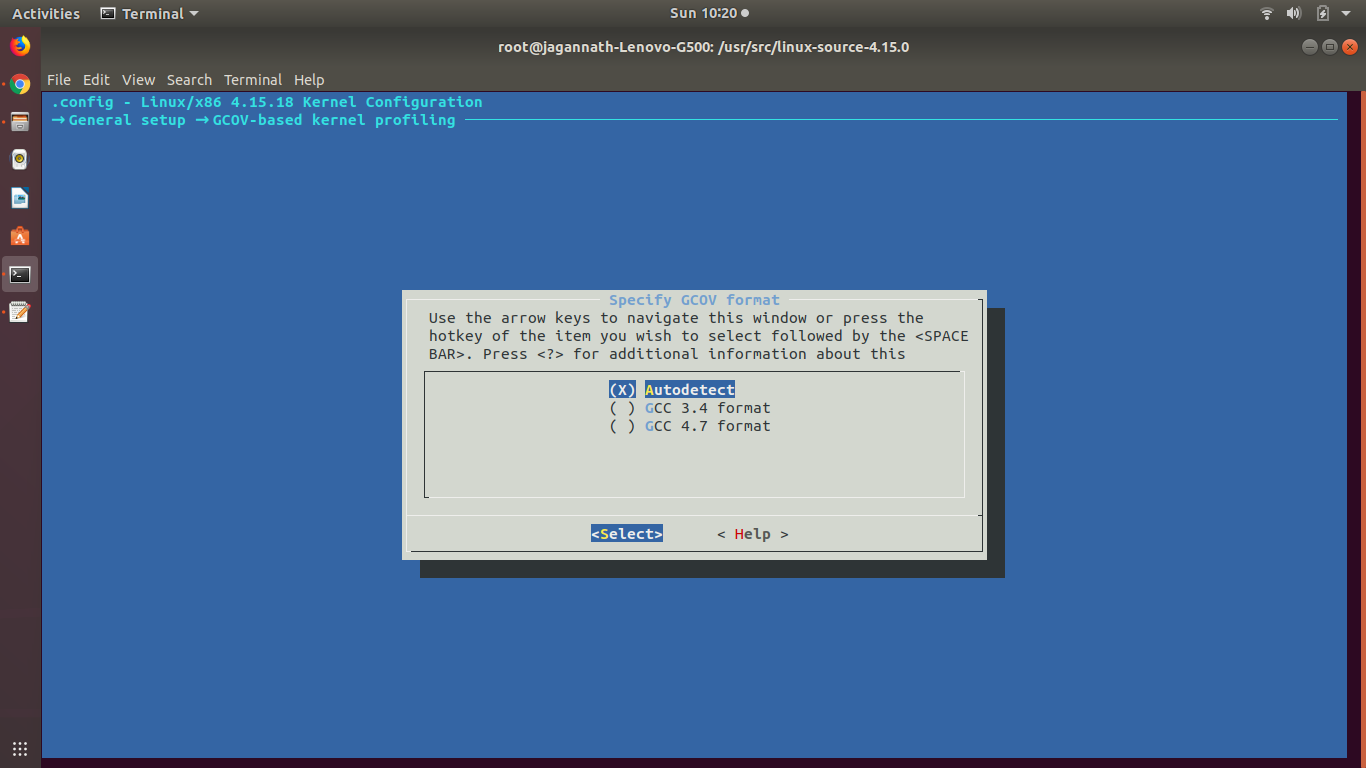 Activities Terminal Sun 10:20
root@jagannath-Lenovo-G500: /usr/src/linux-source-4.15.0
File Edit View Search Terminal Help
.config - Linux/x86 4.15.18 Kernel Configuration
→General setup →GCOV-based kernel profiling
Specify GCOV format
Use the arrow keys to navigate this window or press the
hotkey of the item you wish to select followed by the <SPACE
BAR>. Press <?> for additional information about this
(X) Autodetect
( ) GCC 3.4 format
( ) GCC 4.7 format
<Select> < Help >